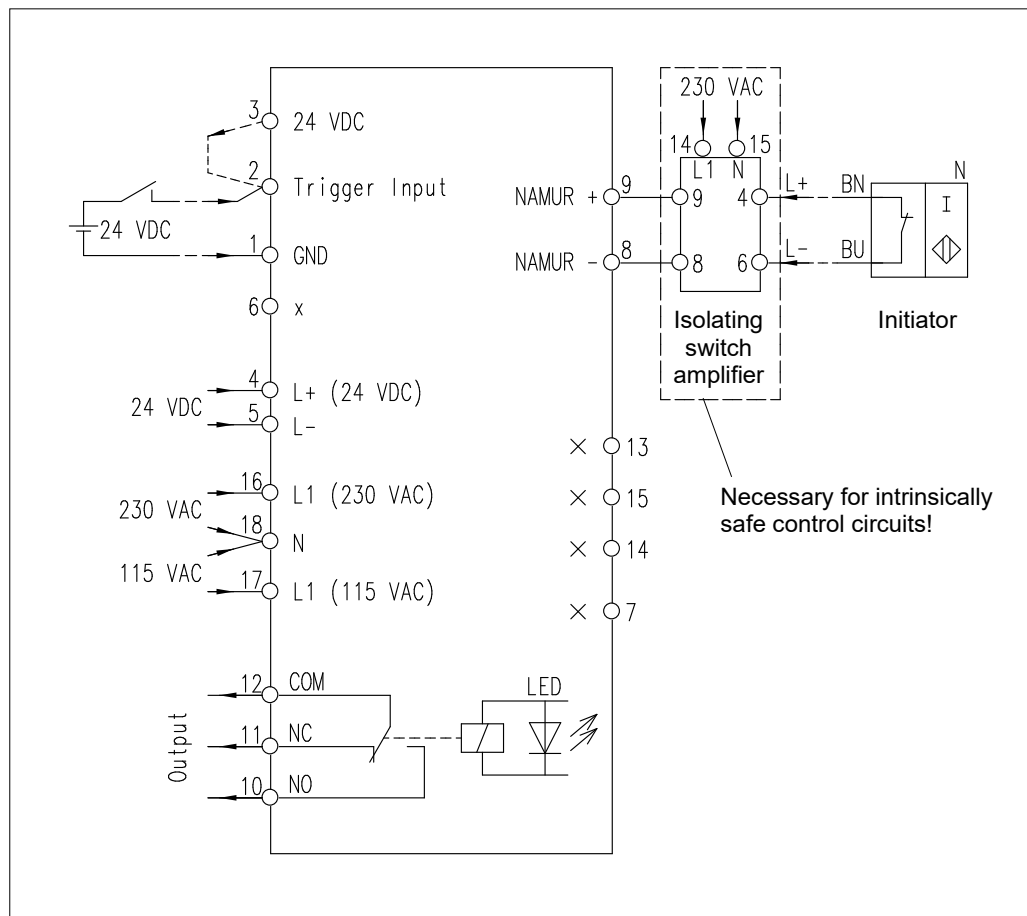 230 VAC
3
24 VDC
14
15
L1
N
2
Trigger Input
9
NAMUR +
9
4
L+
BN
N
I
24 VDC
1
GND
8
NAMUR -
8
6
L-
BU
6
x
Isolating
switch
amplifier
Initiator
4
L+ (24 VDC)
24 VDC
5
L-
13
16
L1 (230 VAC)
15
Necessary for intrinsically
safe control circuits!
230 VAC
18
N
14
115 VAC
17
L1 (115 VAC)
7
12
COM
LED
Output
11
NC
10
NO